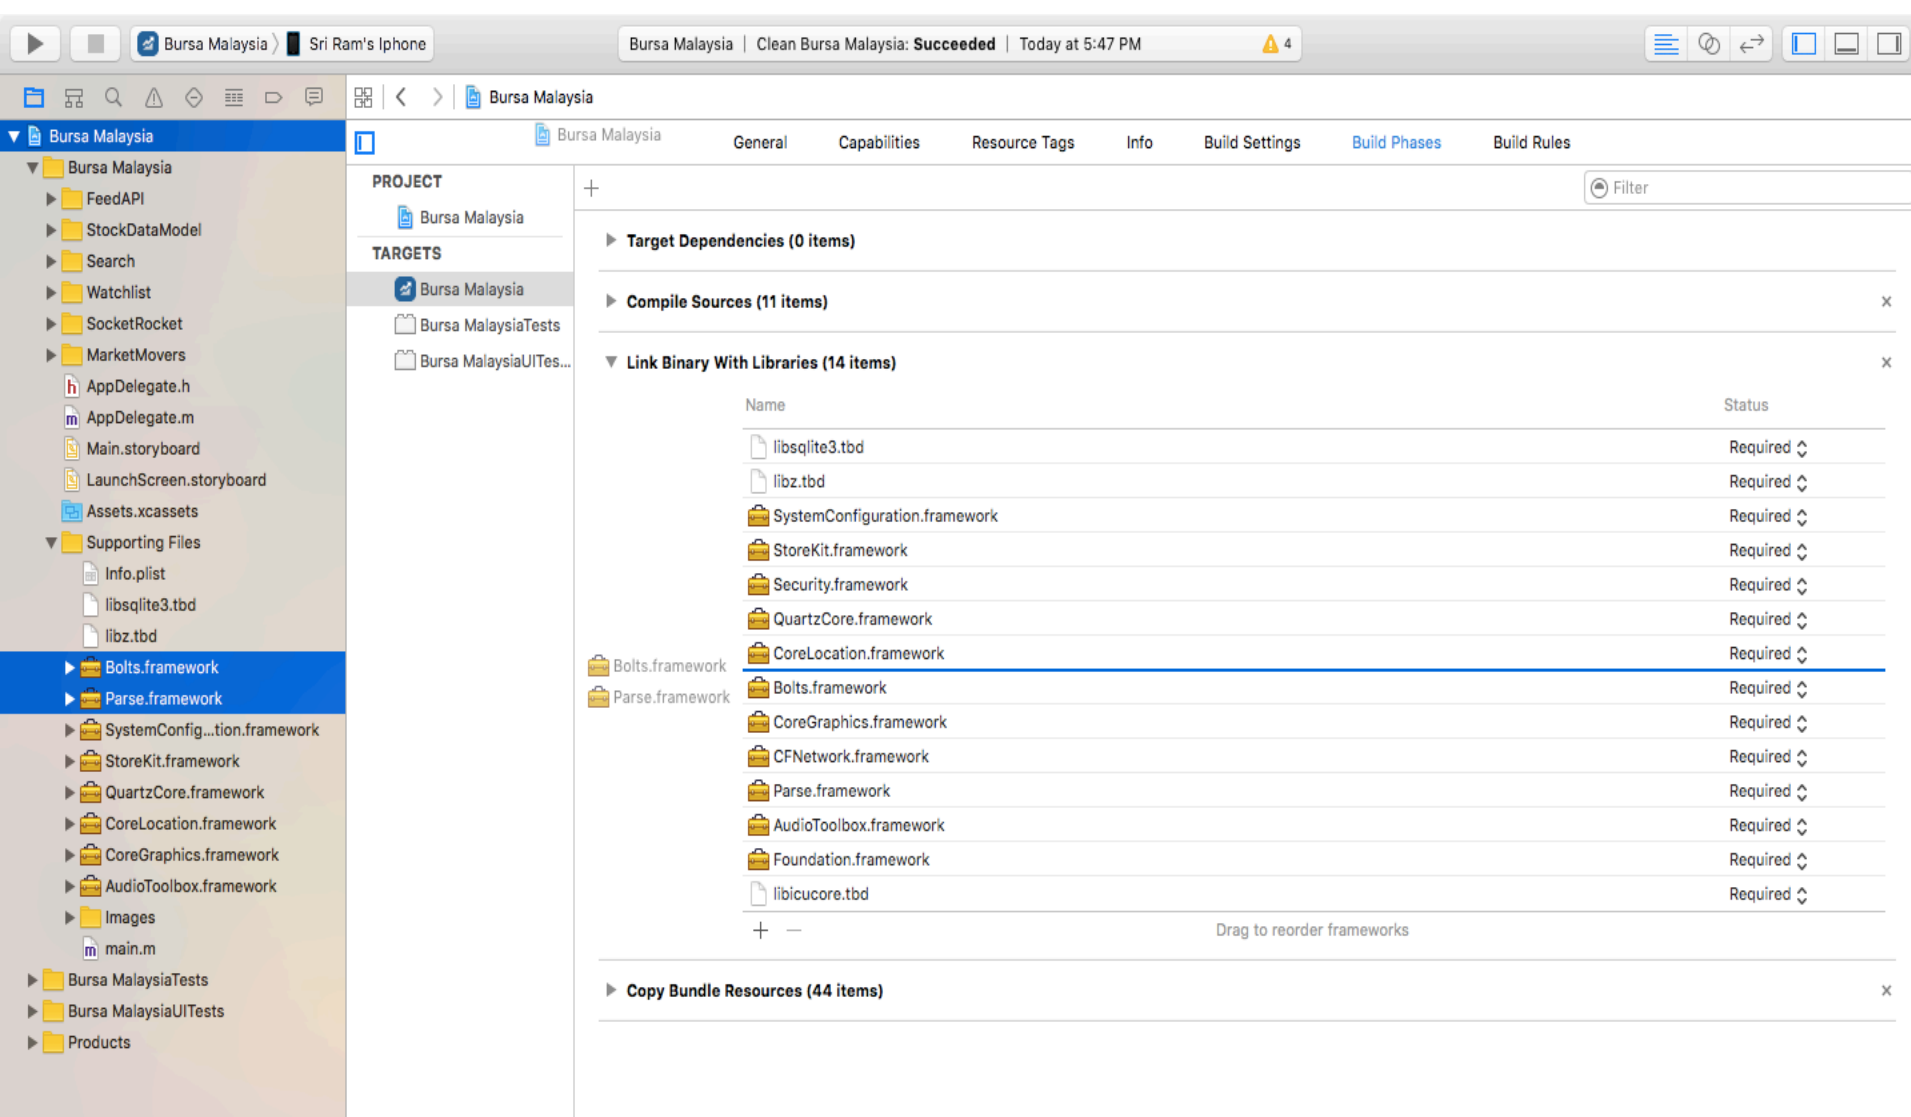 Bursa Malaysia
Sri Ram's Iphone
Bursa Malaysia | Clean Bursa Malaysia: Succeeded | Today at 5:47 PM
4
Bursa Malaysia
Bursa Malaysia
Bursa Malaysia
FeedAPI
StockDataModel
Search
Watchlist
SocketRocket
MarketMovers
AppDelegate.h
AppDelegate.m
Main.storyboard
LaunchScreen.storyboard
Assets.xcassets
Supporting Files
Info.plist
libsqlite3.tbd
libz.tbd
Bolts.framework
Parse.framework
SystemConfig...tion.framework
StoreKit.framework
QuartzCore.framework
CoreLocation.framework
CoreGraphics.framework
AudioToolbox.framework
Images
main.m
Bursa MalaysiaTests
Bursa MalaysiaUITests
Products
Bursa Malaysia
General Capabilities Resource Tags Info Build Settings Build Phases Build Rules
PROJECT
Bursa Malaysia
TARGETS
Bursa Malaysia
Bursa MalaysiaTests
Bursa MalaysiaUITes...
Filter
Target Dependencies (0 items)
Compile Sources (11 items)
Link Binary With Libraries (14 items)
Name Status
libsqlite3.tbd Required
libz.tbd Required
SystemConfiguration.framework Required
StoreKit.framework Required
Security.framework Required
QuartzCore.framework Required
CoreLocation.framework Required
Bolts.framework
Parse.framework
Bolts.framework Required
CoreGraphics.framework Required
CFNetwork.framework Required
Parse.framework Required
AudioToolbox.framework Required
Foundation.framework Required
libicucore.tbd Required
Drag to reorder frameworks
Copy Bundle Resources (44 items)